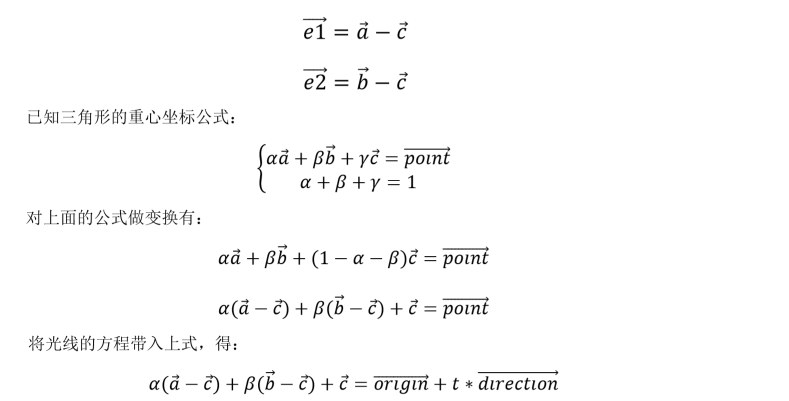 $\overrightarrow{e1} = \vec{a} - \vec{c}$
$\overrightarrow{e2} = \vec{b} - \vec{c}$
已知三角形的重心坐标公式：
$\begin{cases} \alpha\vec{a} + \beta\vec{b} + \gamma\vec{c} = \overrightarrow{point} \\ \alpha + \beta + \gamma = 1 \end{cases}$
对上面的公式做变换有：
$\alpha\vec{a} + \beta\vec{b} + (1 - \alpha - \beta)\vec{c} = \overrightarrow{point}$
$\alpha(\vec{a} - \vec{c}) + \beta(\vec{b} - \vec{c}) + \vec{c} = \overrightarrow{point}$
将光线的方程带入上式，得：
$\alpha(\vec{a} - \vec{c}) + \beta(\vec{b} - \vec{c}) + \vec{c} = \overrightarrow{origin} + t * \overrightarrow{direction}$